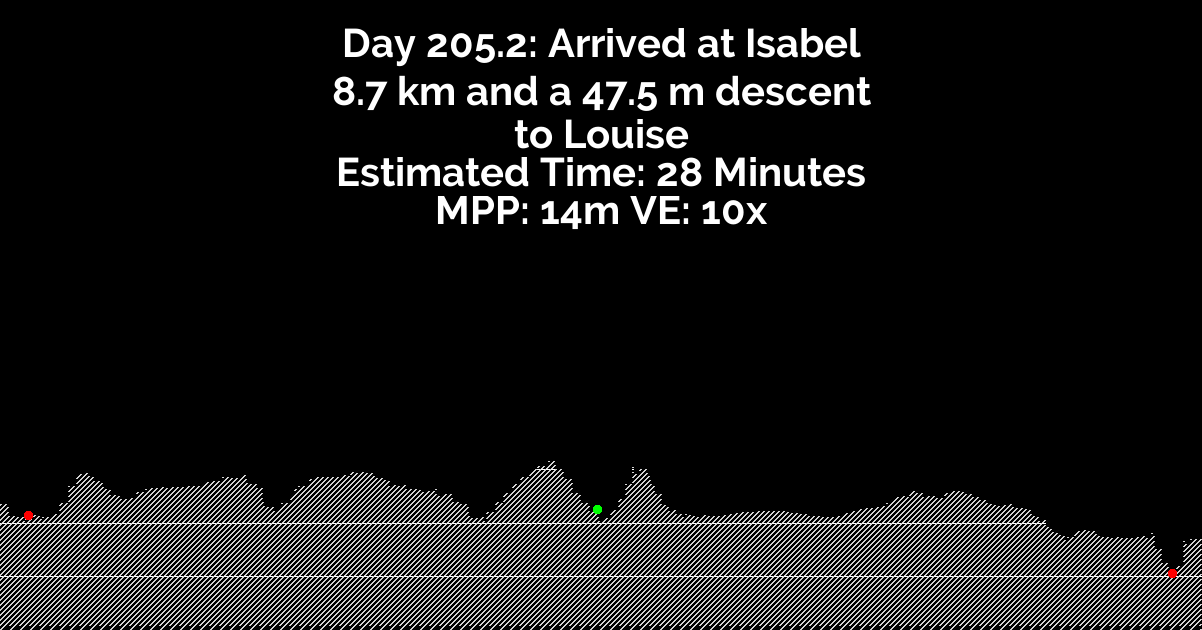 Day 205.2: Arrived at Isabel
8.7 km and a 47.5 m descent
to Louise
Estimated Time: 28 Minutes
MPP: 14m VE: 10x